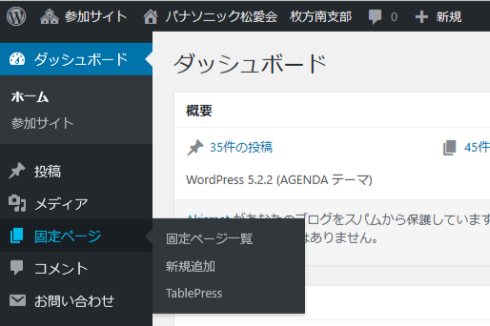 参加サイト パナソニック松愛会 枚方南支部 0 新規
ダッシュボード
ホーム
参加サイト
投稿
メディア
固定ページ
コメント
お問い合わせ
固定ページ一覧
新規追加
TablePress
ダッシュボード
概要
35件の投稿 45件
WordPress 5.2.2 (AGENDA テーマ)
があなたのブログをスパムから保護しています
はありません。